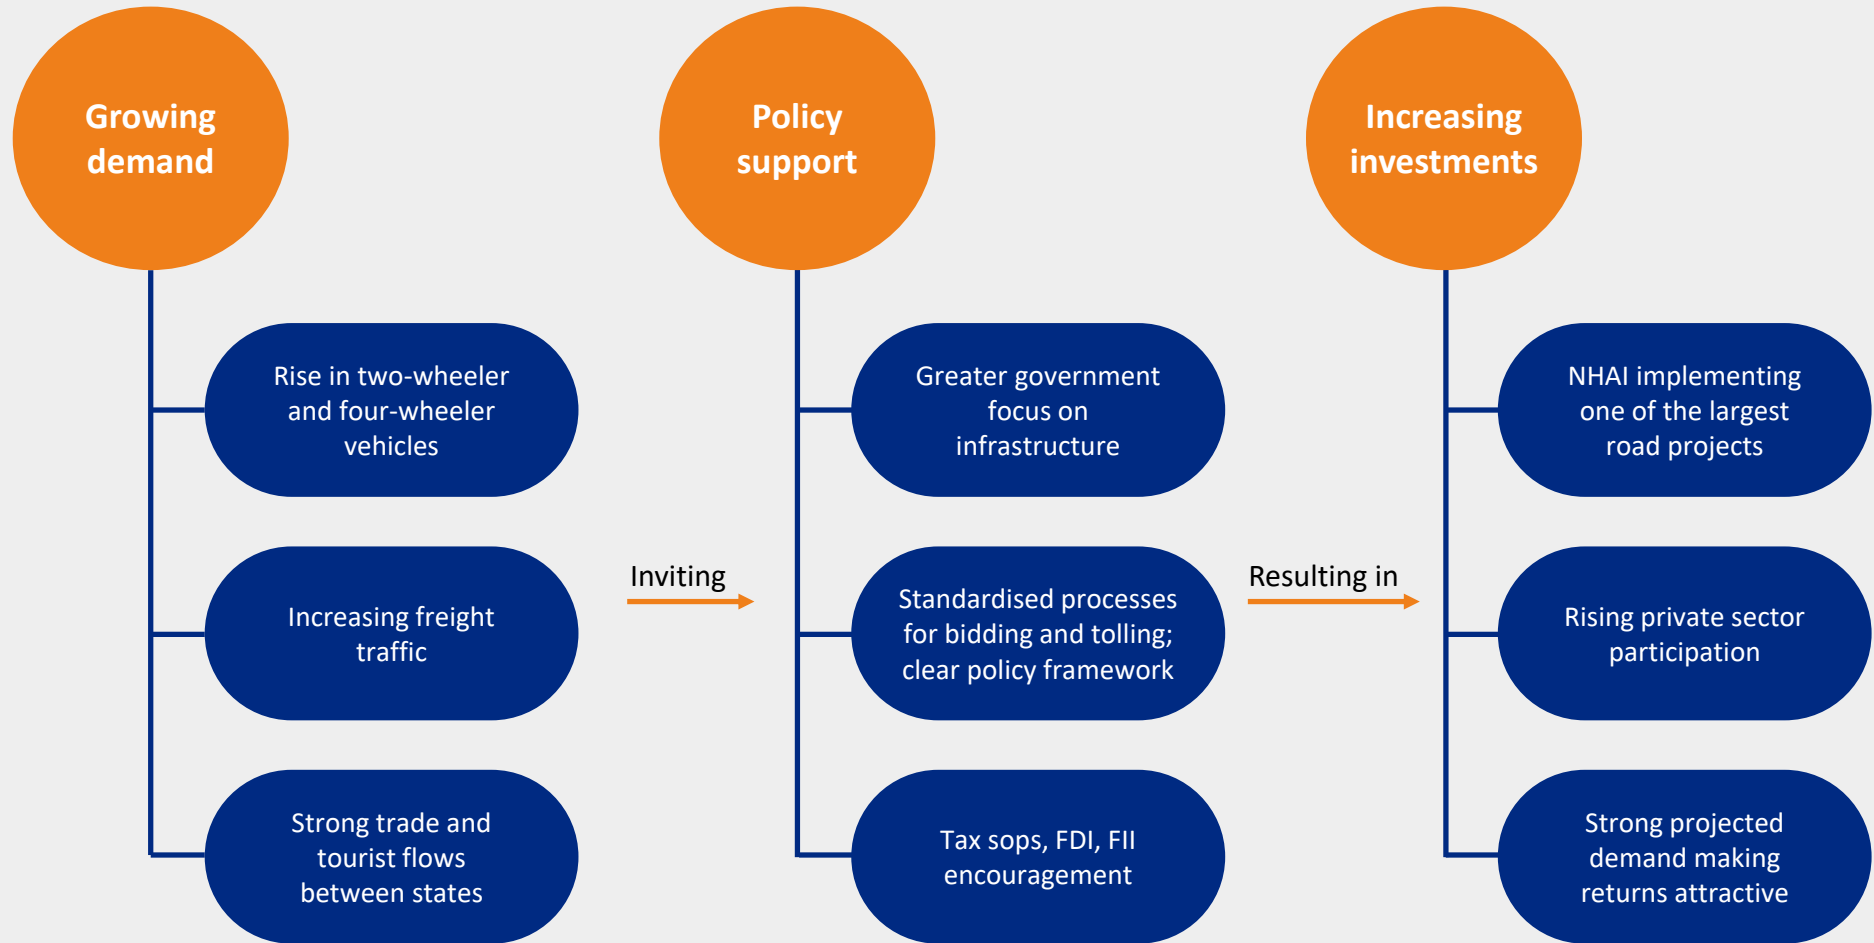 Growing
demand
Rise in two-wheeler
and four-wheeler
vehicles
Increasing freight
traffic
Strong trade and
tourist flows
between states
Inviting
Policy
support
Greater government
focus on
infrastructure
Standardised processes
for bidding and tolling;
clear policy framework
Tax sops, FDI, FII
encouragement
Resulting in
Increasing
investments
NHAI implementing
one of the largest
road projects
Rising private sector
participation
Strong projected
demand making
returns attractive